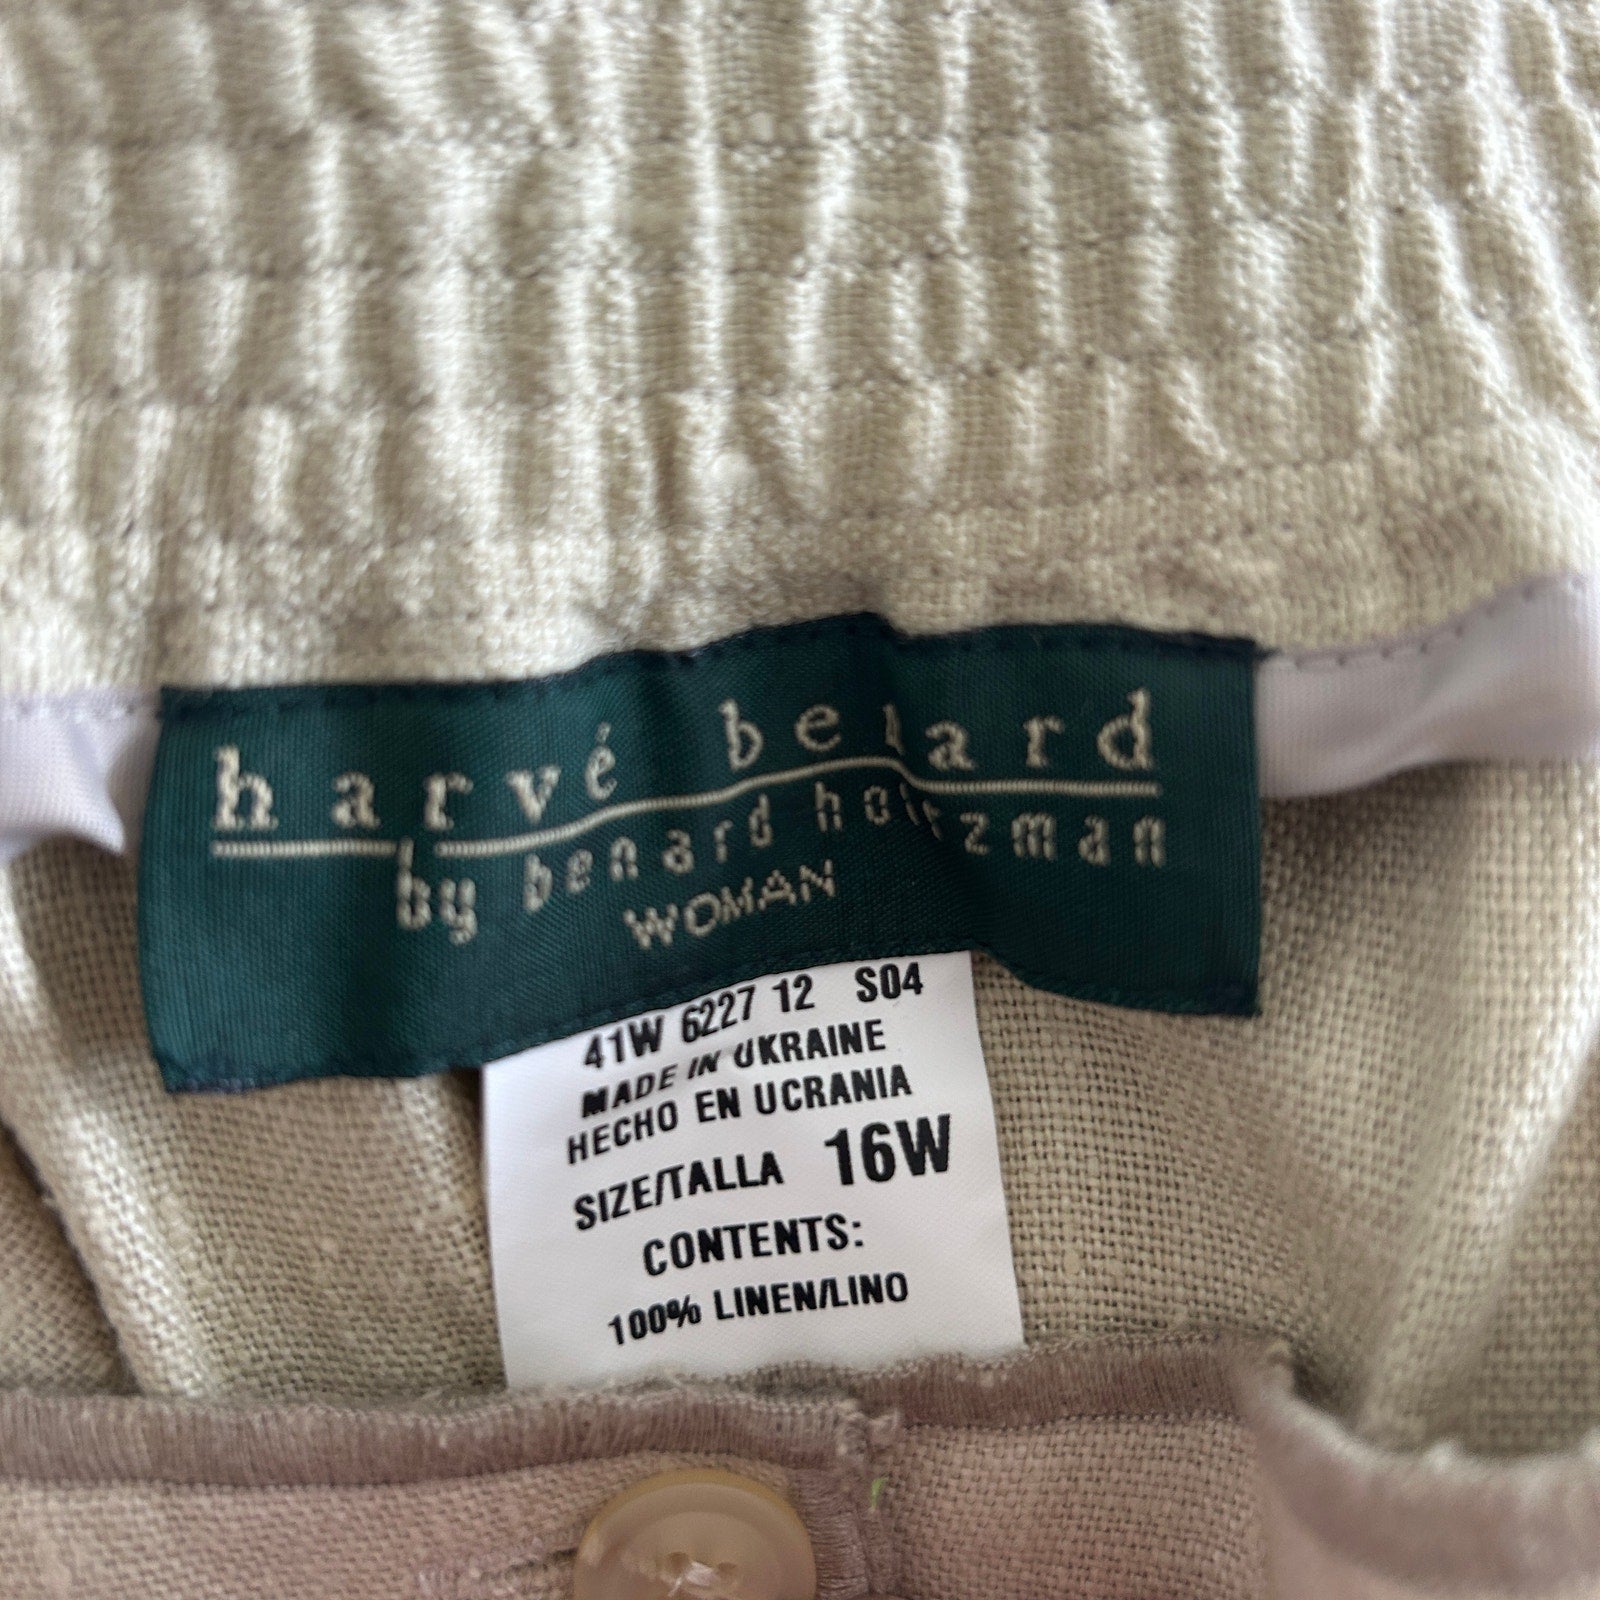 harvé benard
by benard holtzman
WOMAN
41W 6227 12 S04
MADE IN UKRAINE
HECHO EN UCRANIA
SIZE/TALLA 16W
CONTENTS:
100% LINEN/LINO